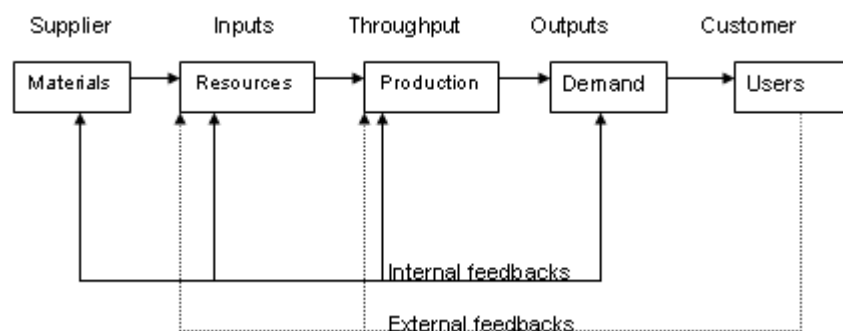 Supplier Inputs Throughput Outputs Customer
Materials Resources Production Demand Users
Internal feedbacks
External feedbacks